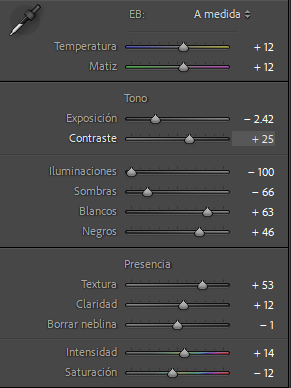 EB: A medida
Temperatura + 12
Matiz + 12
Tono
Exposición − 2.42
Contraste + 25
Iluminaciones − 100
Sombras − 66
Blancos + 63
Negros + 46
Presencia
Textura + 53
Claridad + 12
Borrar neblina − 1
Intensidad + 14
Saturación − 12